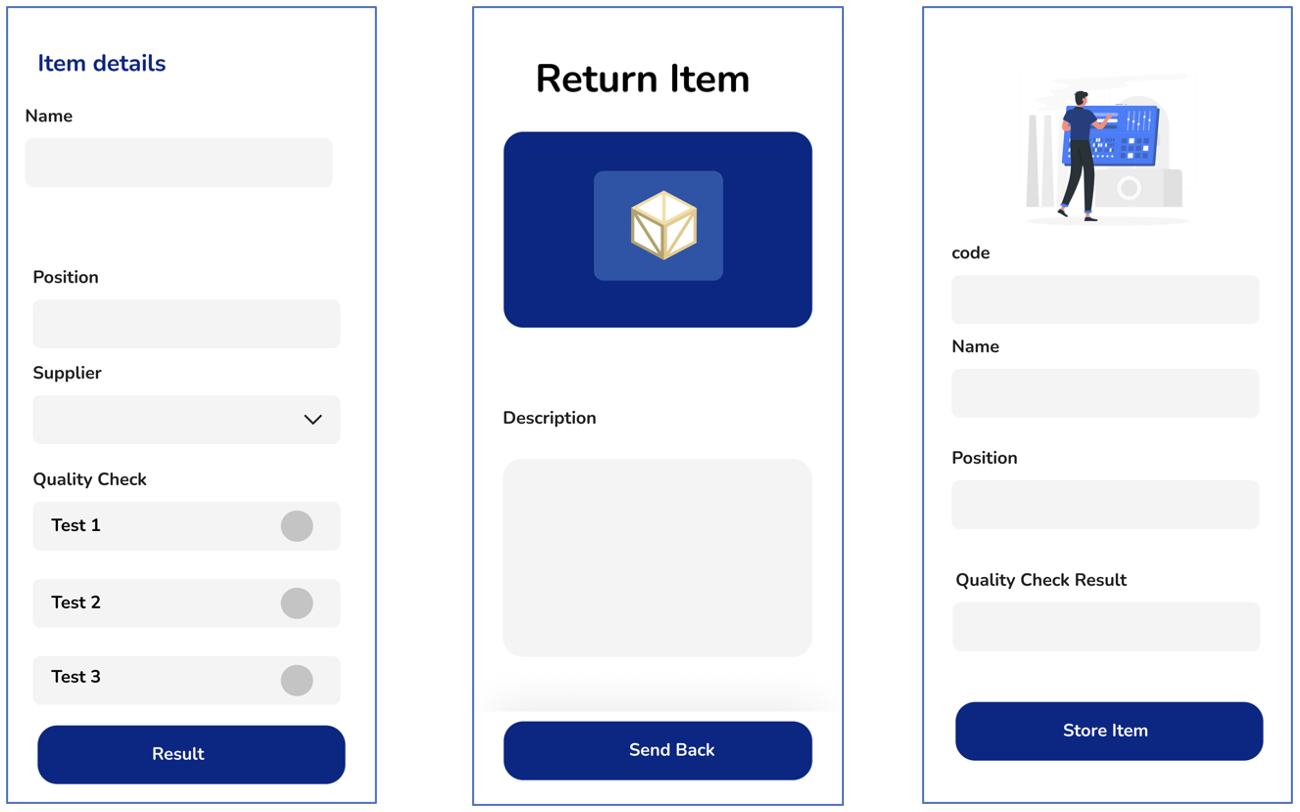 Item details
Name
Position
Supplier
Quality Check
Test 1
Test 2
Test 3
Result
Return Item
Description
Send Back
code
Name
Position
Quality Check Result
Store Item